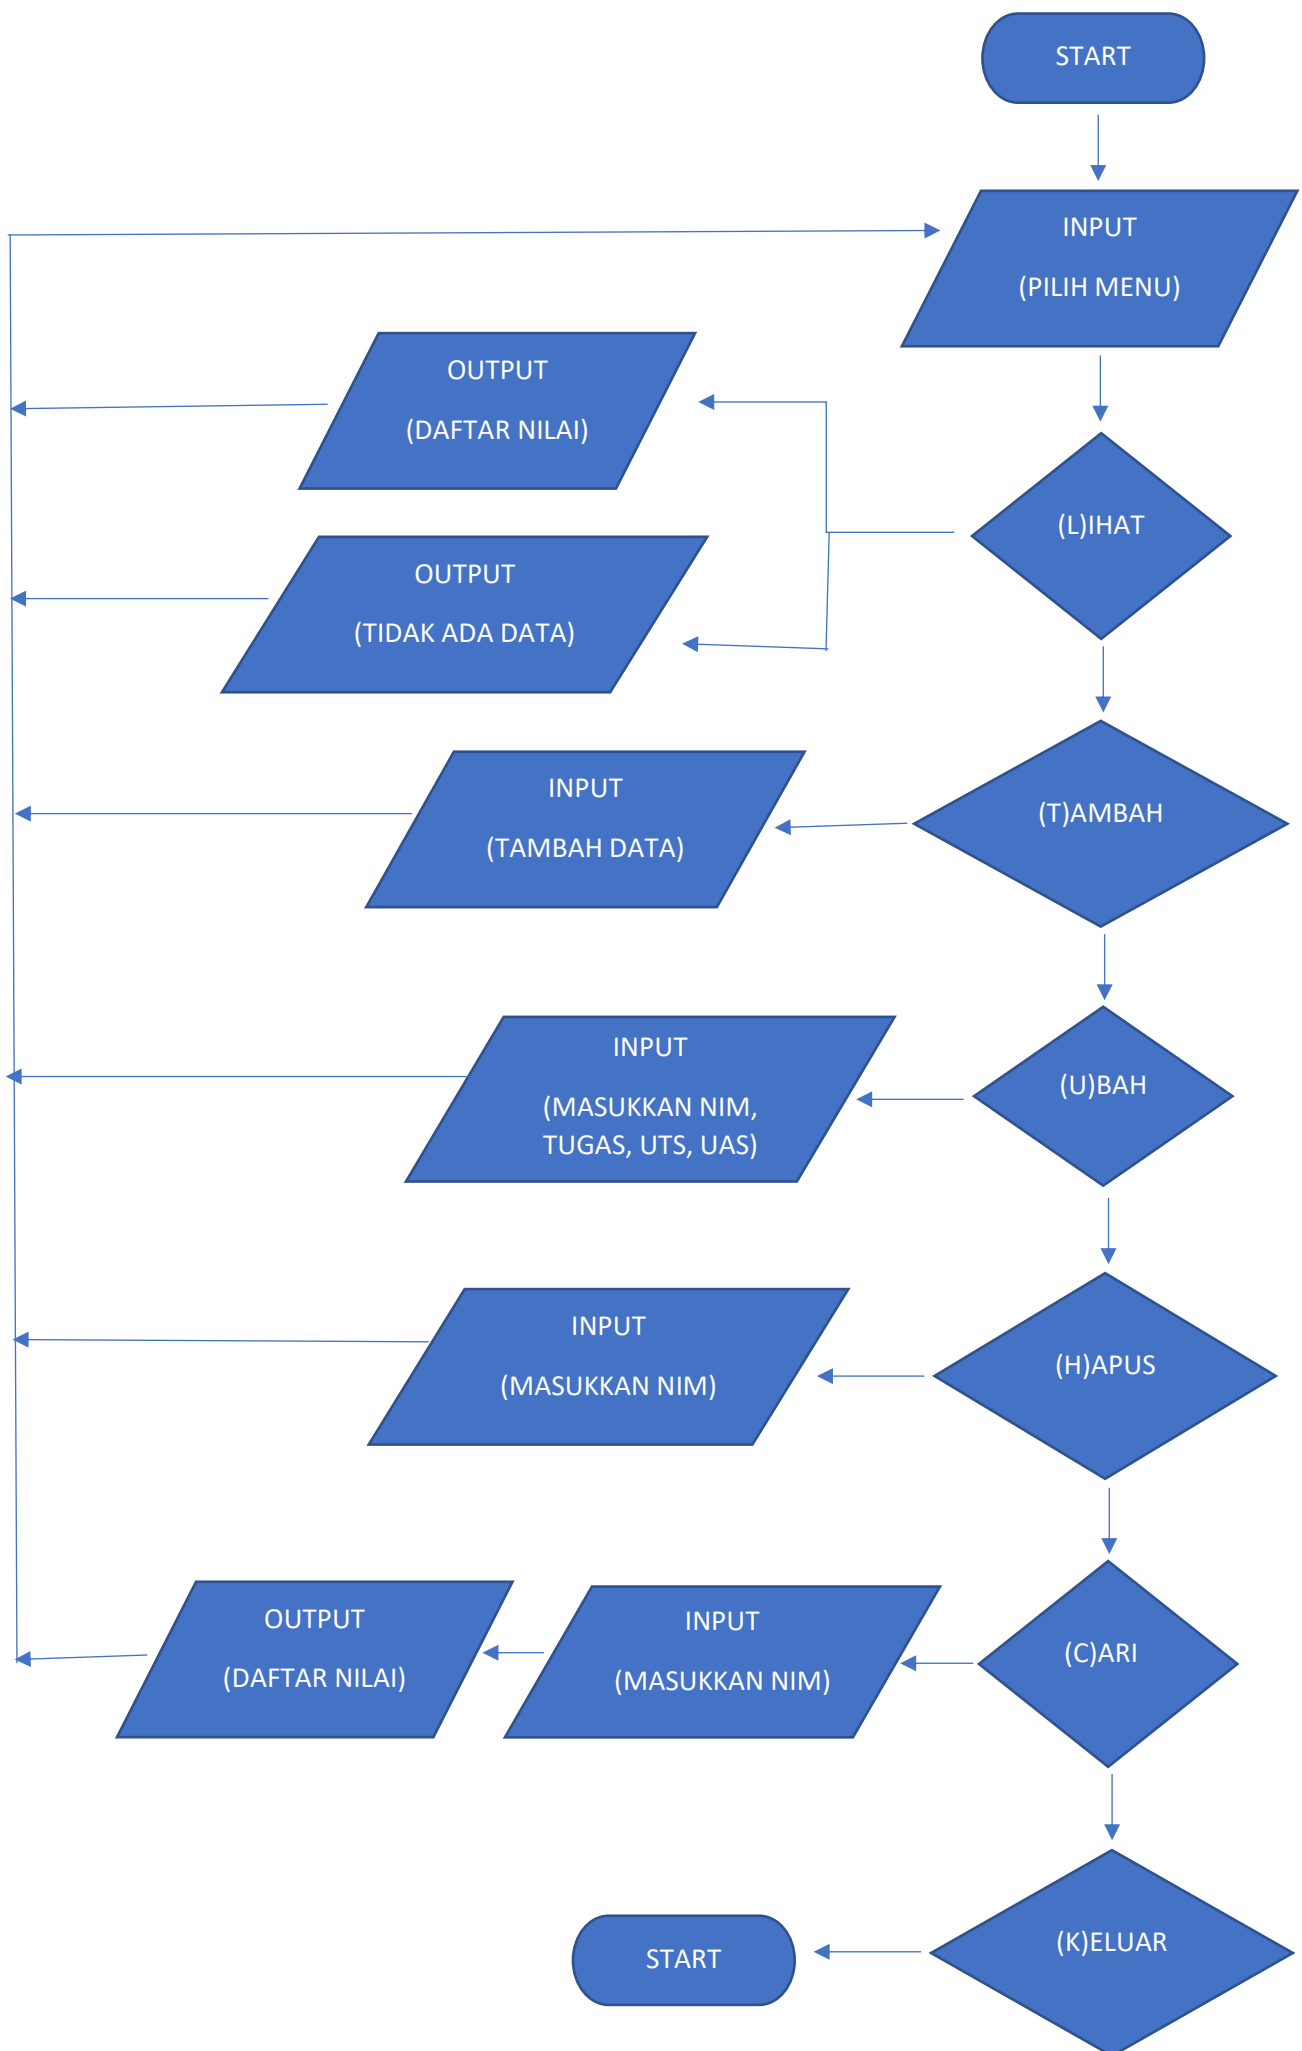 START
INPUT
(PILIH MENU)
OUTPUT
(DAFTAR NILAI)
(L)IHAT
OUTPUT
(TIDAK ADA DATA)
INPUT
(TAMBAH DATA)
(T)AMBAH
INPUT
(MASUKKAN NIM,
TUGAS, UTS, UAS)
(U)BAH
INPUT
(MASUKKAN NIM)
(H)APUS
OUTPUT
(DAFTAR NILAI)
INPUT
(MASUKKAN NIM)
(C)ARI
START
(K)ELUAR